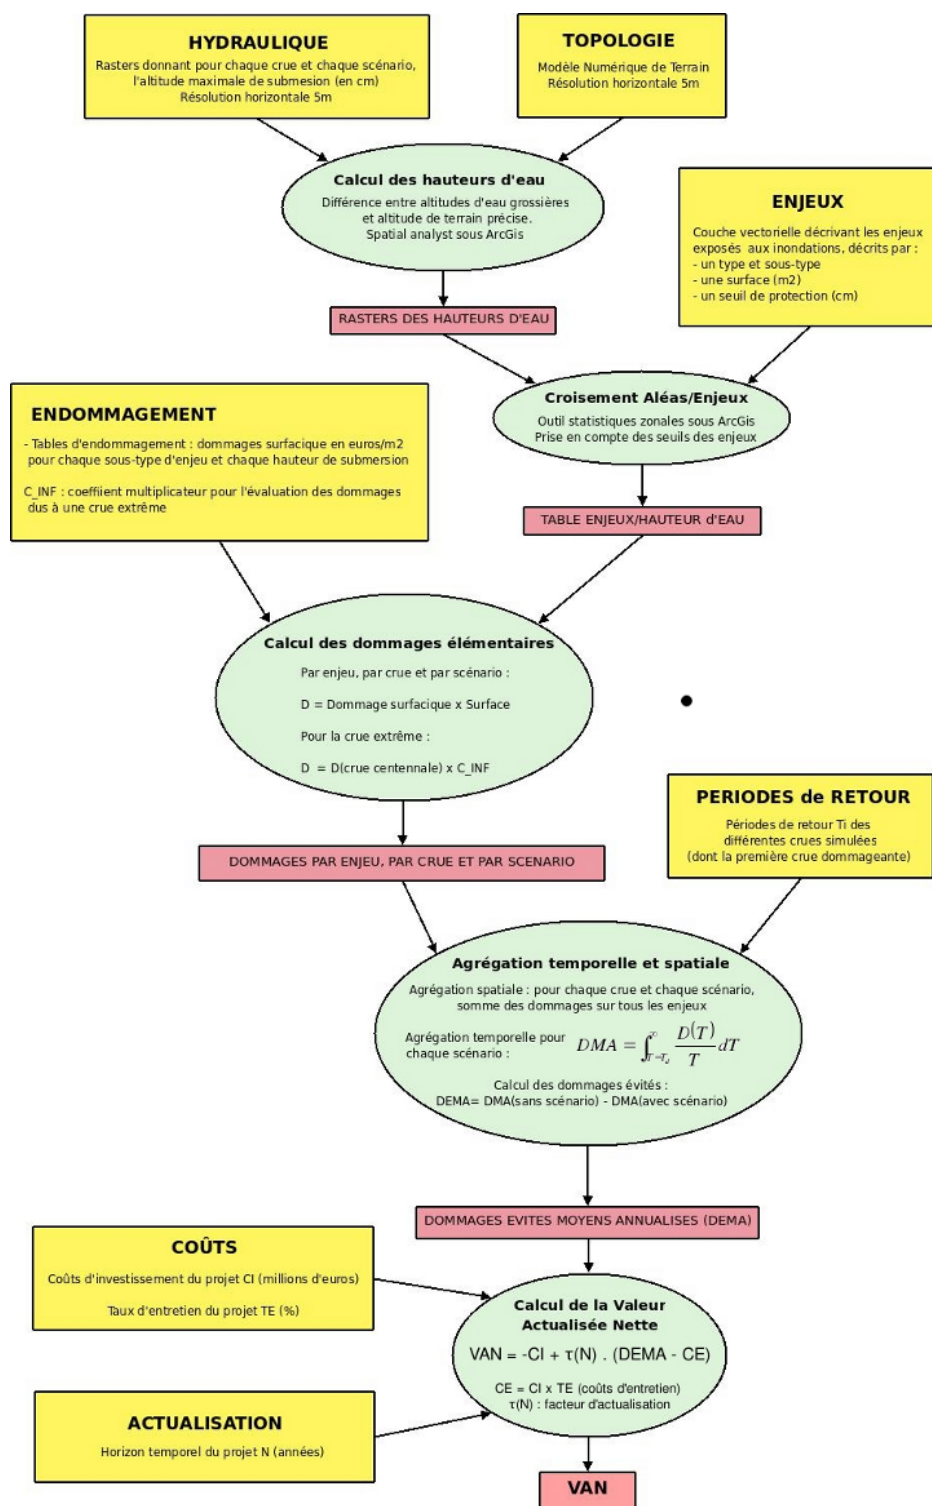 HYDRAULIQUE
Rasters donnant pour chaque crue et chaque scénario,
l'altitude maximale de submesion (en cm)
Résolution horizontale 5m
TOPOLOGIE
Modèle Numérique de Terrain
Résolution horizontale 5m
Calcul des hauteurs d'eau
Différence entre altitudes d'eau grossières
et altitude de terrain précise.
Spatial analyst sous ArcGis
ENJEUX
Couche vectorielle décrivant les enjeux
exposés aux inondations, décrits par :
- un type et sous-type
- une surface (m2)
- un seuil de protection (cm)
RASTERS DES HAUTEURS D'EAU
Croisement Aléas/Enjeux
Outil statistiques zonales sous ArcGis
Prise en compte des seuils des enjeux
ENDOMMAGEMENT
- Tables d'endommagement : dommages surfacique en euros/m2
pour chaque sous-type d'enjeu et chaque hauteur de submersion
C_INF : coeffiient multiplicateur pour l'évaluation des dommages
dus à une crue extrême
TABLE ENJEUX/HAUTEUR d'EAU
Calcul des dommages élémentaires
Par enjeu, par crue et par scénario :
D = Dommage surfacique x Surface
Pour la crue extrême :
D = D(crue centennale) x C_INF
PERIODES de RETOUR
Périodes de retour Ti des
différentes crues simulées
(dont la première crue dommageante)
DOMMAGES PAR ENJEU, PAR CRUE ET PAR SCENARIO
Agrégation temporelle et spatiale
Agrégation spatiale : pour chaque crue et chaque scénario,
somme des dommages sur tous les enjeux
Agrégation temporelle pour
chaque scénario :
DMA = ∫_{T=T_d}^{∞} D(T)/T dT
Calcul des dommages évités :
DEMA= DMA(sans scénario) - DMA(avec scénario)
DOMMAGES EVITES MOYENS ANNUALISES (DEMA)
COÛTS
Coûts d'investissement du projet CI (millions d'euros)
Taux d'entretien du projet TE (%)
Calcul de la Valeur
Actualisée Nette
VAN = -CI + τ(N) . (DEMA - CE)
CE = CI x TE (coûts d'entretien)
τ(N) : facteur d'actualisation
ACTUALISATION
Horizon temporel du projet N (années)
VAN